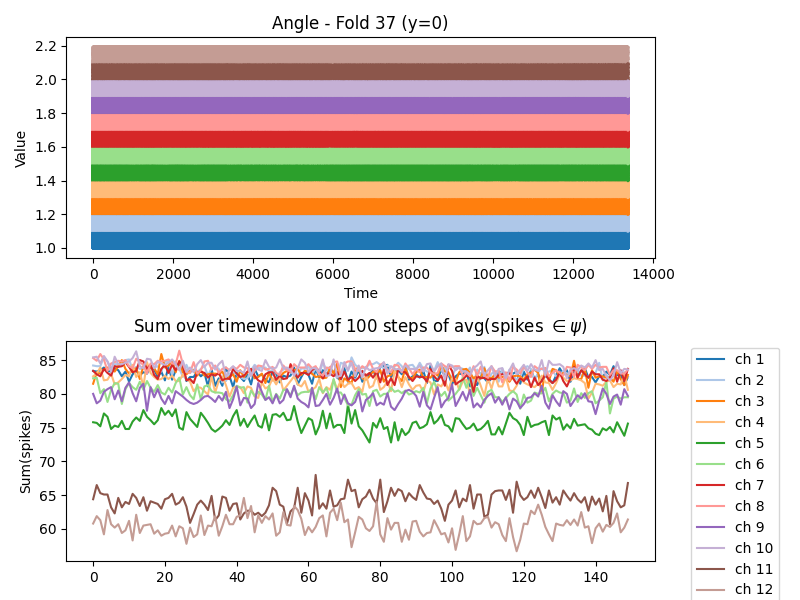 Angle - Fold 37 (y=0)
2.2
2.0
1.8
1.6
1.4
1.2
1.0
Value
0 2000 4000 6000 8000 10000 12000 14000
Time
Sum over timewindow of 100 steps of avg(spikes ∈ ψ)
85
80
75
70
65
60
Sum(spikes)
0 20 40 60 80 100 120 140
ch 1
ch 2
ch 3
ch 4
ch 5
ch 6
ch 7
ch 8
ch 9
ch 10
ch 11
ch 12